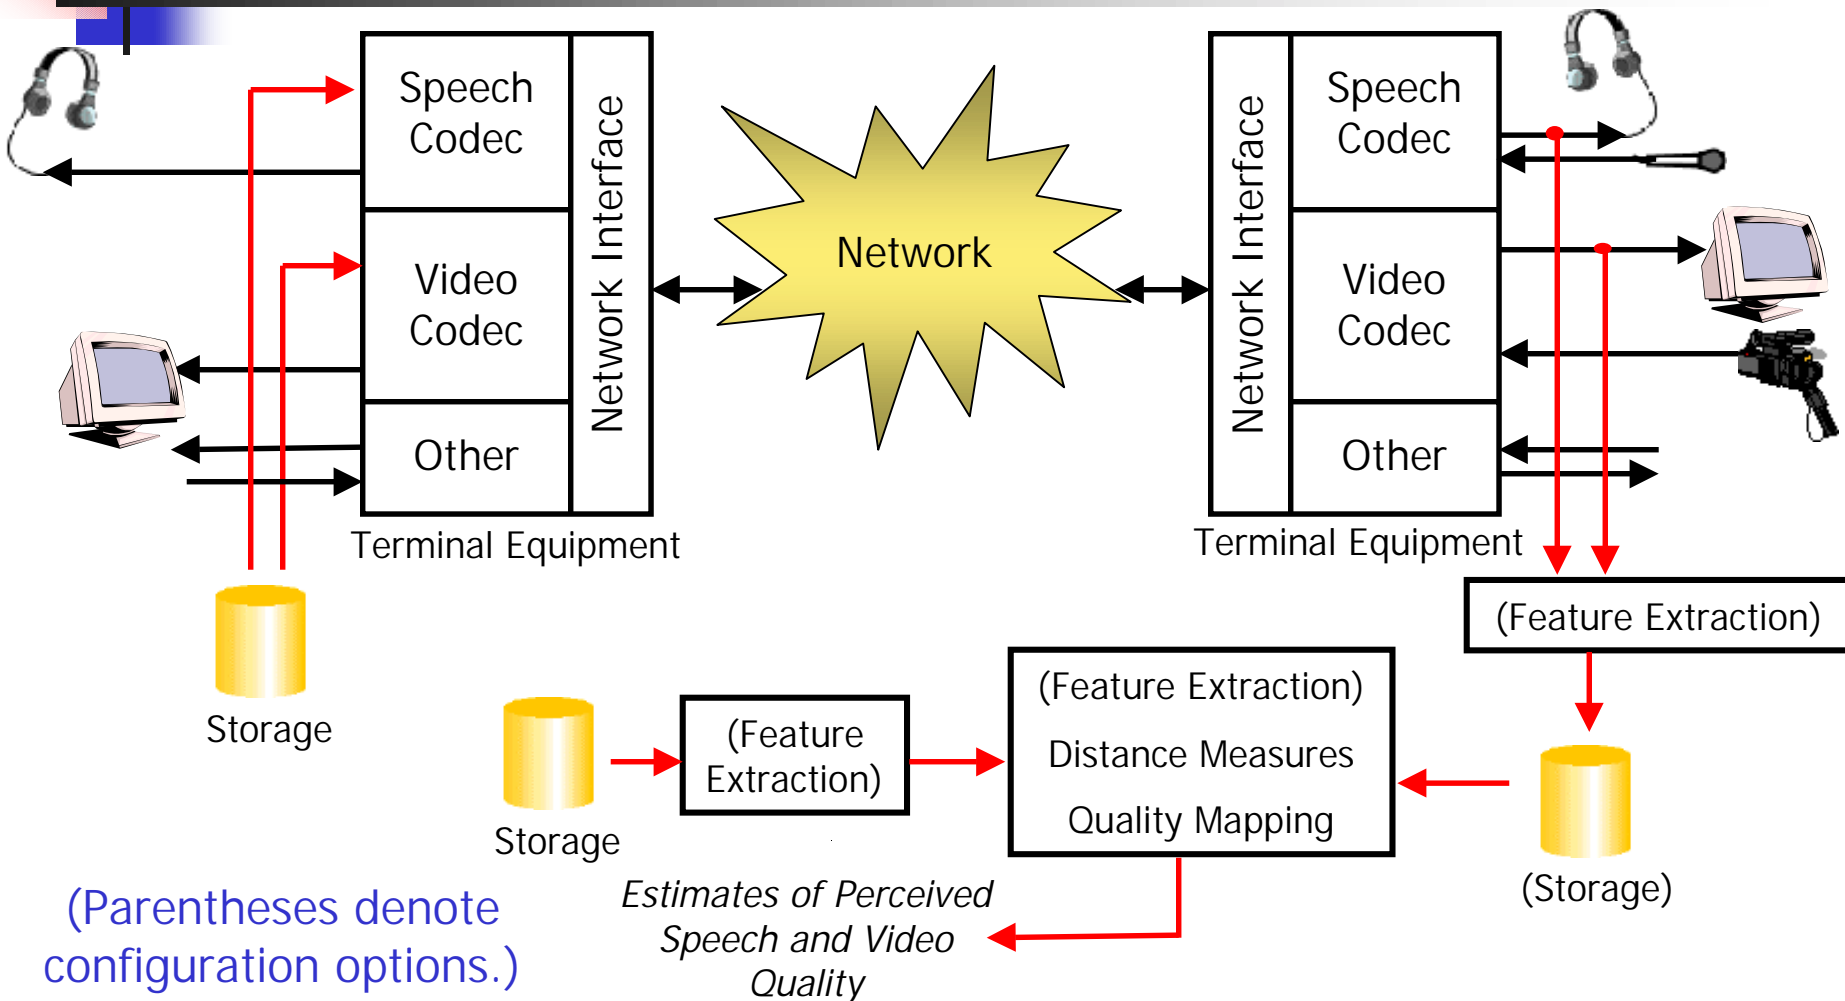 Speech
Codec
Video
Codec
Other
Network Interface
Terminal Equipment
Network
Network Interface
Speech
Codec
Video
Codec
Other
Terminal Equipment
(Feature Extraction)
Storage
Storage
(Feature
Extraction)
(Feature Extraction)
Distance Measures
Quality Mapping
(Storage)
Estimates of Perceived
Speech and Video
Quality
(Parentheses denote
configuration options.)